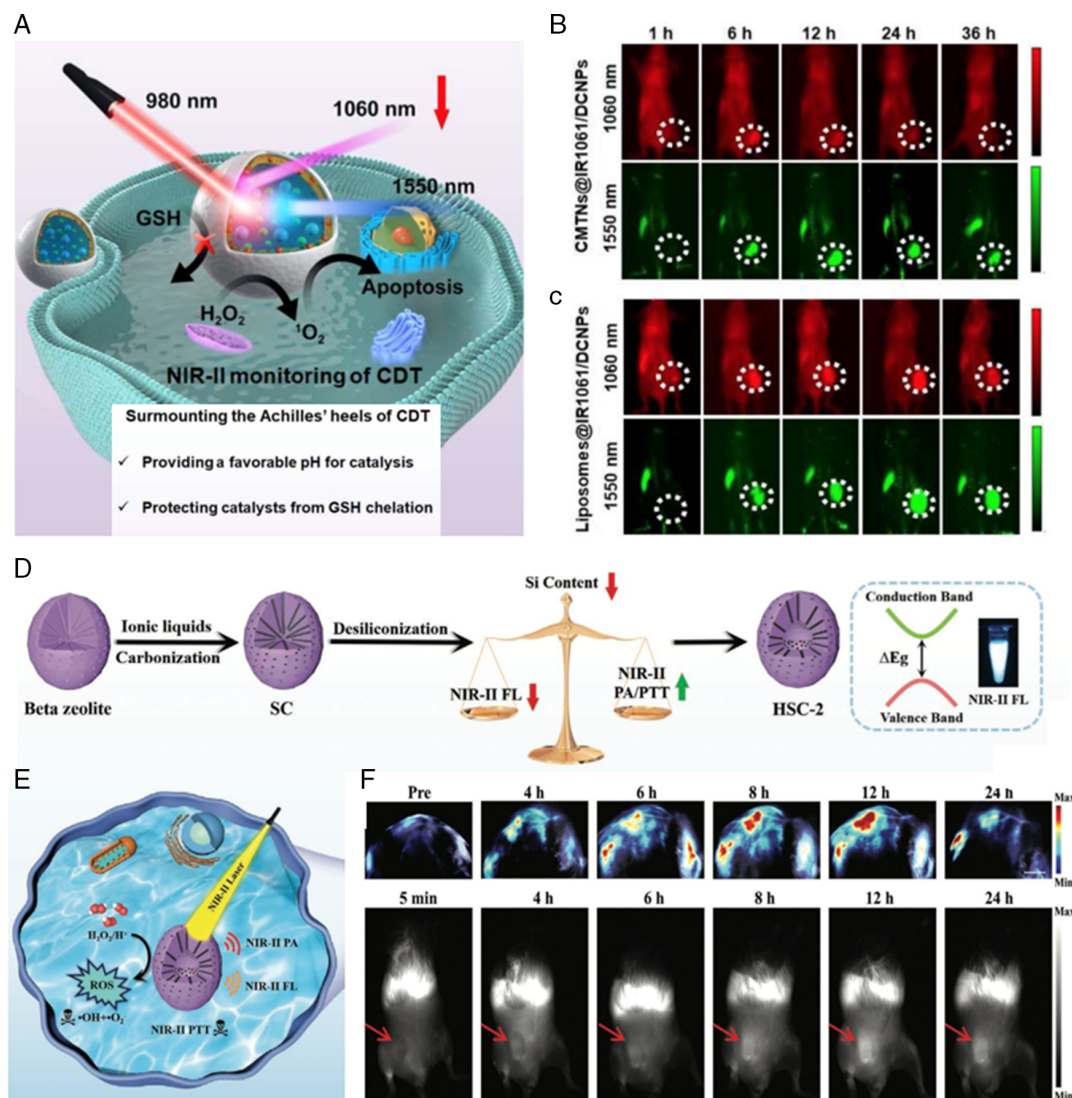 A
980 nm
1060 nm
1550 nm
GSH
H₂O₂
¹O₂
Apoptosis
NIR-II monitoring of CDT
Surmounting the Achilles' heels of CDT
✓ Providing a favorable pH for catalysis
✓ Protecting catalysts from GSH chelation
B
1 h 6 h 12 h 24 h 36 h
CMTNs@IR1061/DCNPs
1060 nm
1550 nm
c
Liposomes@IR1061/DCNPs
1060 nm
1550 nm
D
Beta zeolite
Ionic liquids
Carbonization
SC
Desiliconization
Si Content
NIR-II FL
NIR-II
PA/PTT
HSC-2
Conduction Band
ΔEg
Valence Band
NIR-II FL
E
NIR-II Laser
H₂O₂/H⁺
ROS
•OH+•O₂⁻
NIR-II PA
NIR-II FL
NIR-II PTT
F
Pre 4 h 6 h 8 h 12 h 24 h
Max
Min
5 min 4 h 6 h 8 h 12 h 24 h
Max
Min